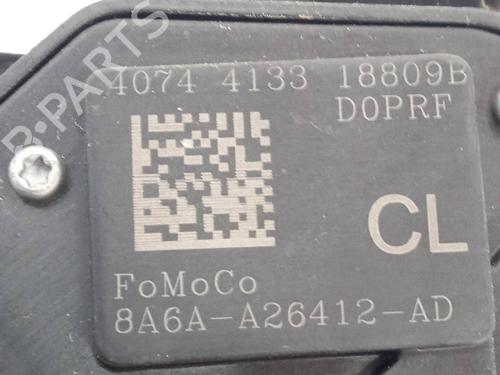 R-PARTS
4074 4133 18809B
D0PRF
CL
FoMoCo
8A6A-A26412-AD